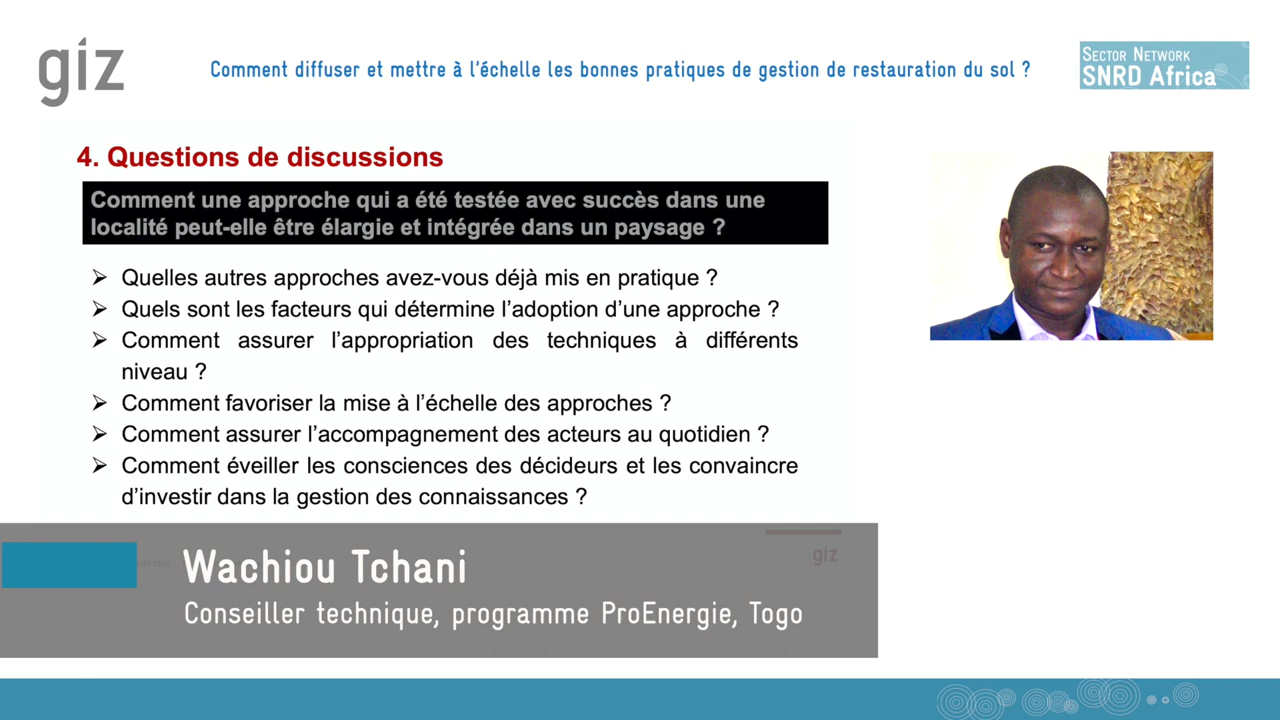 giz
Comment diffuser et mettre à l'échelle les bonnes pratiques de gestion de restauration du sol ?
SECTOR NETWORK
SNRD Africa
4. Questions de discussions
Comment une approche qui a été testée avec succès dans une
localité peut-elle être élargie et intégrée dans un paysage ?
➢ Quelles autres approches avez-vous déjà mis en pratique ?
➢ Quels sont les facteurs qui détermine l'adoption d'une approche ?
➢ Comment assurer l'appropriation des techniques à différents
niveau ?
➢ Comment favoriser la mise à l'échelle des approches ?
➢ Comment assurer l'accompagnement des acteurs au quotidien ?
➢ Comment éveiller les consciences des décideurs et les convaincre
d'investir dans la gestion des connaissances ?
giz
Wachiou Tchani
Conseiller technique, programme ProEnergie, Togo